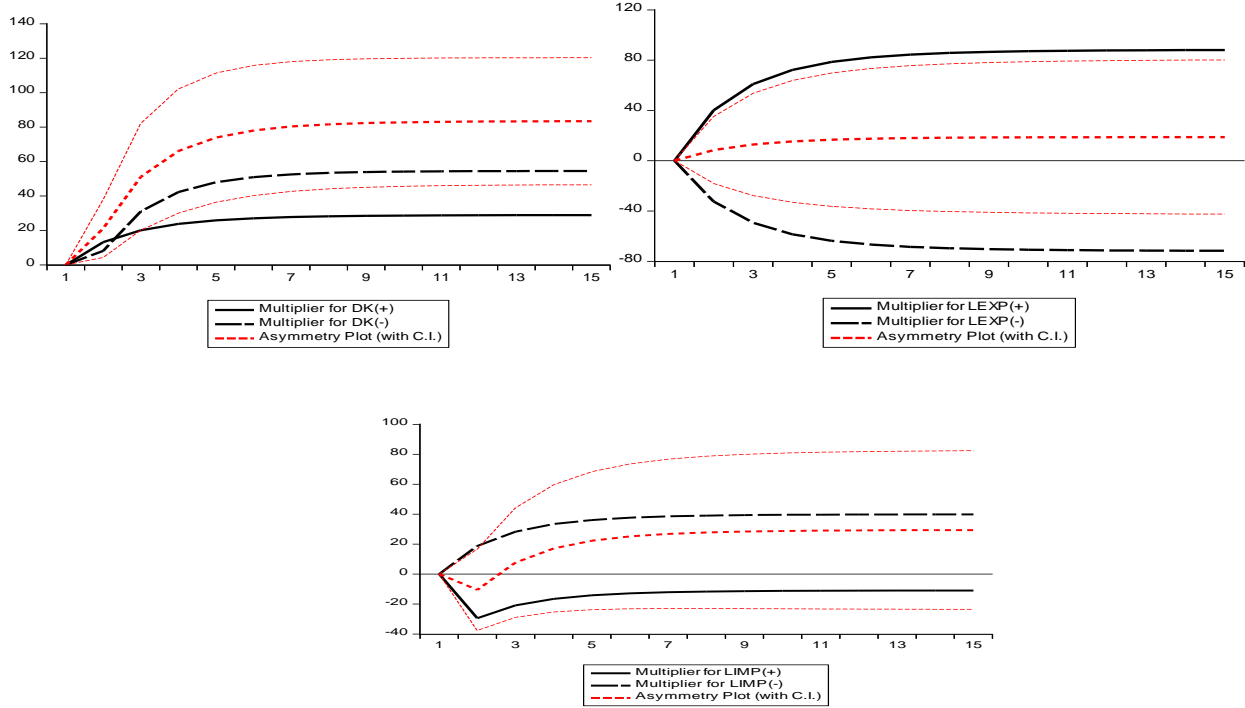 140
120
100
80
60
40
20
0
1 3 5 7 9 11 13 15
Multiplier for DK(+)
Multiplier for DK(-)
Asymmetry Plot (with C.I.)
120
80
40
0
-40
-80
1 3 5 7 9 11 13 15
Multiplier for LEXP(+)
Multiplier for LEXP(-)
Asymmetry Plot (with C.I.)
100
80
60
40
20
0
-20
-40
1 3 5 7 9 11 13 15
Multiplier for LIMP(+)
Multiplier for LIMP(-)
Asymmetry Plot (with C.I.)